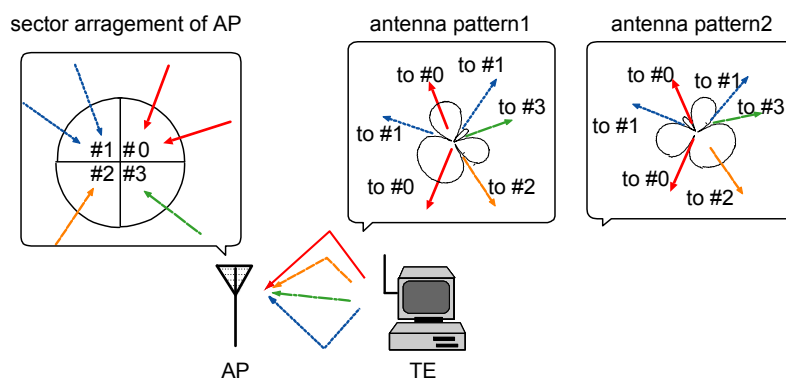 sector arragement of AP
antenna pattern1
antenna pattern2
#1
#0
#2
#3
to #0
to #1
to #3
to #1
to #0
to #2
to #0
to #1
to #3
to #1
to #0
to #2
AP
TE